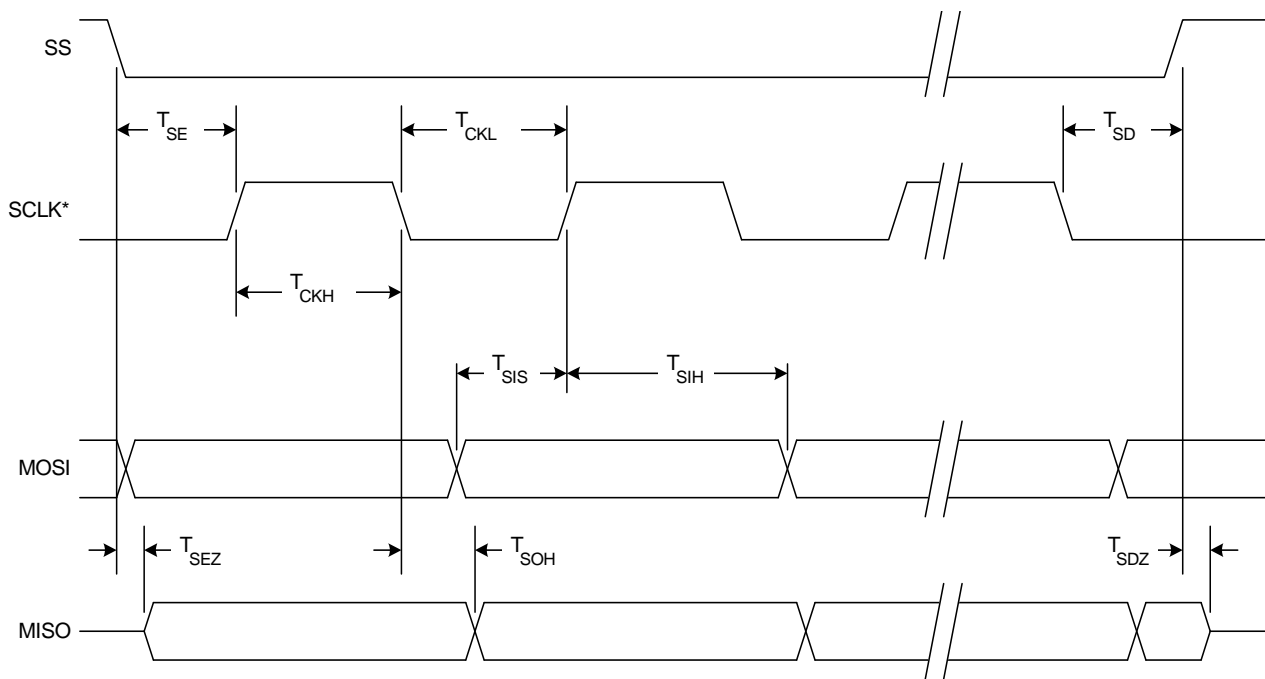 SS
T_SE
T_CKL
T_SD
SCLK*
T_CKH
T_SIS
T_SIH
MOSI
T_SEZ
T_SOH
T_SDZ
MISO